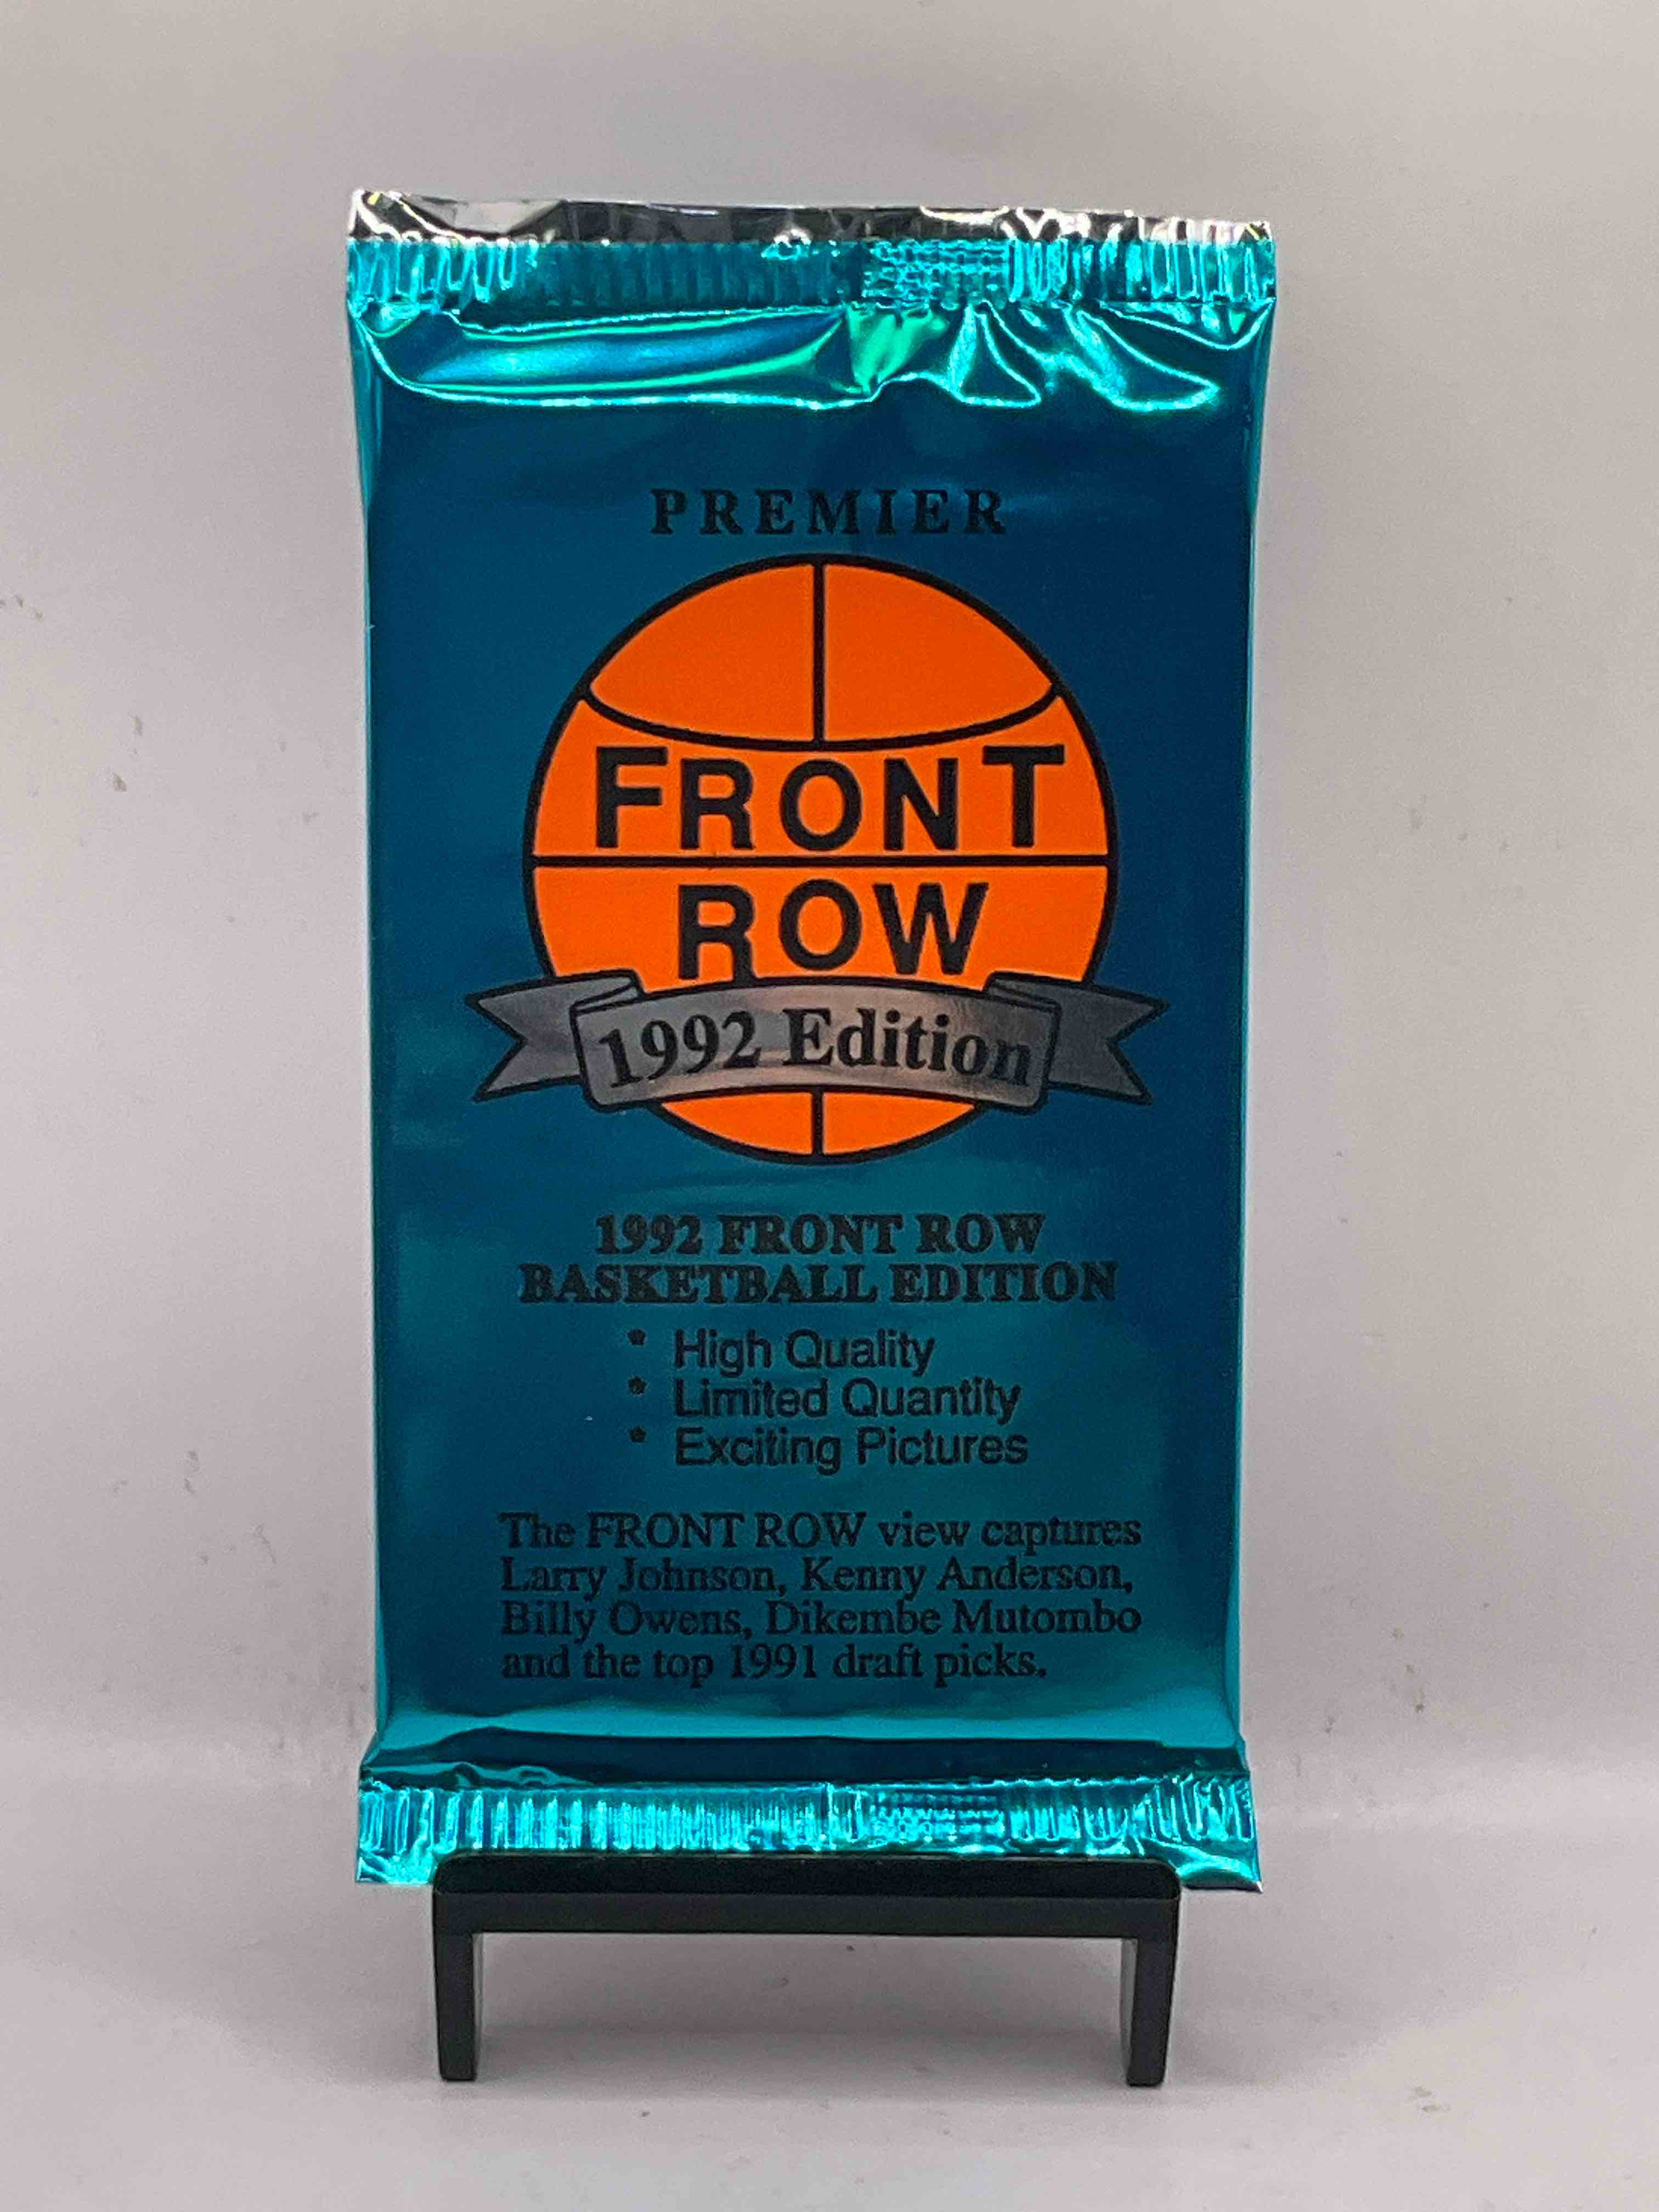 PREMIER
FRONT
ROW
1992 Edition
1992 FRONT ROW
BASKETBALL EDITION
* High Quality
* Limited Quantity
* Exciting Pictures
The FRONT ROW view captures
Larry Johnson, Kenny Anderson,
Billy Owens, Dikembe Mutombo
and the top 1991 draft picks.